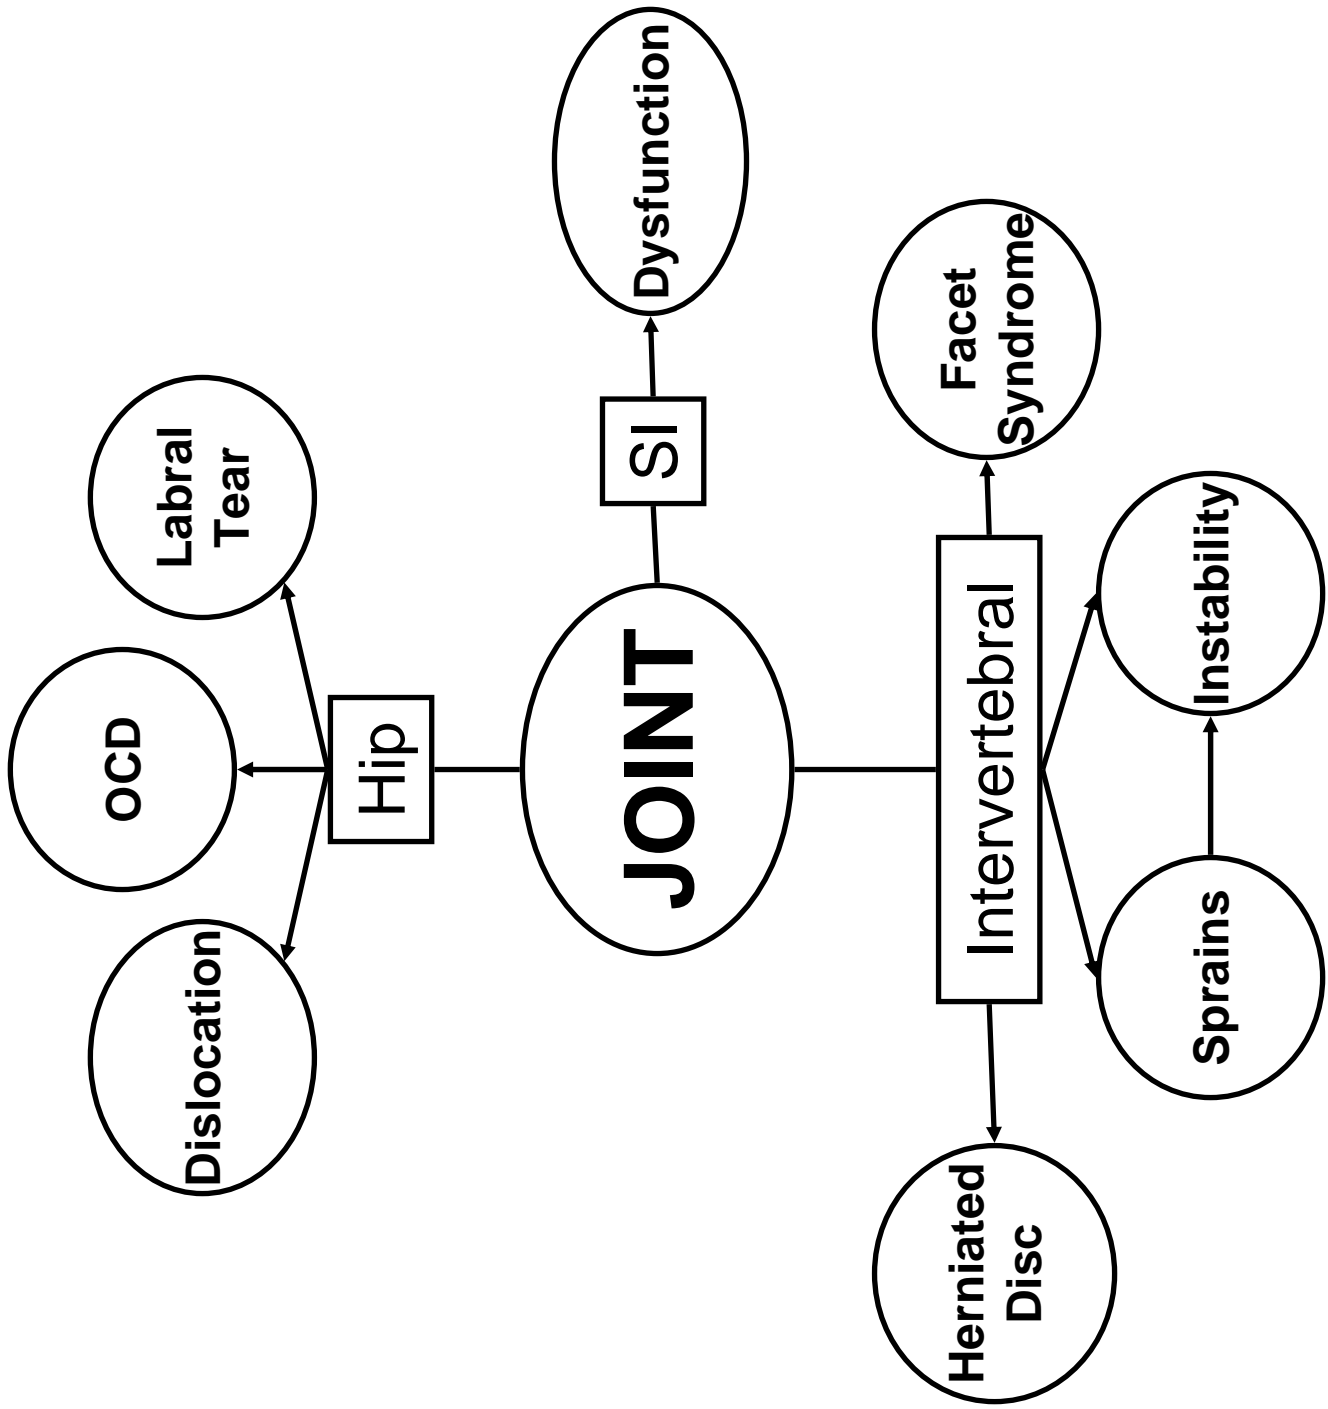 Dislocation
OCD
Labral
Tear
Hip
JOINT
SI
Dysfunction
Intervertebral
Herniated
Disc
Facet
Syndrome
Sprains
Instability